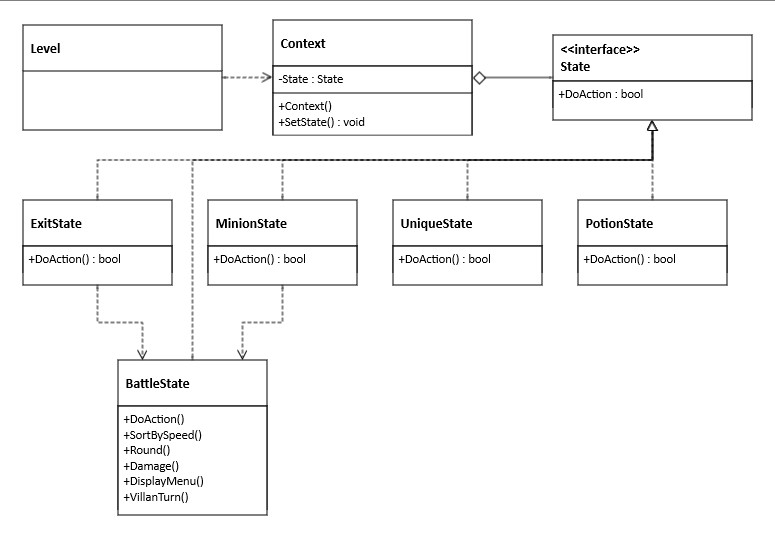 Level
Context
-State : State
+Context()
+SetState() : void
<<interface>>
State
+DoAction : bool
ExitState
+DoAction() : bool
MinionState
+DoAction() : bool
UniqueState
+DoAction() : bool
PotionState
+DoAction() : bool
BattleState
+DoAction()
+SortBySpeed()
+Round()
+Damage()
+DisplayMenu()
+VillanTurn()